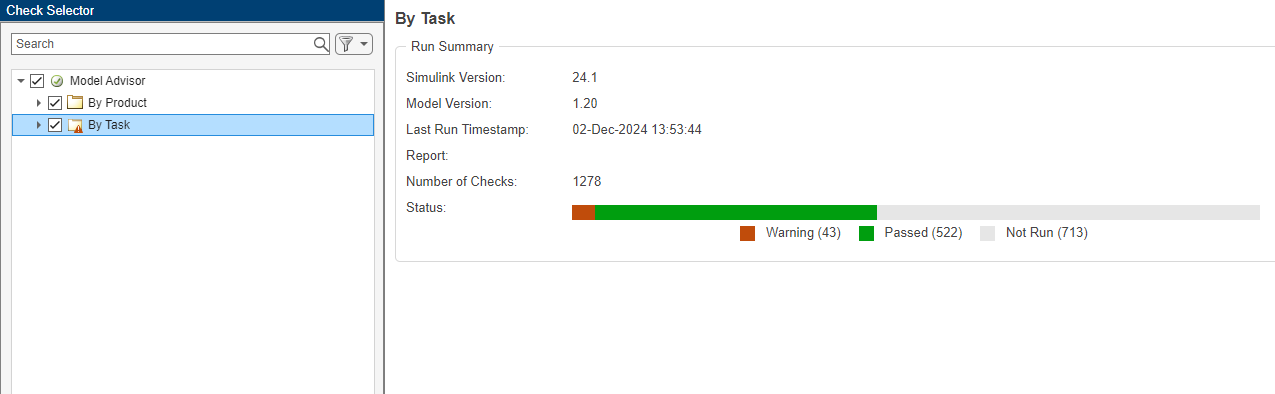 Check Selector
Search
Model Advisor
By Product
By Task
By Task
Run Summary
Simulink Version: 24.1
Model Version: 1.20
Last Run Timestamp: 02-Dec-2024 13:53:44
Report:
Number of Checks: 1278
Status:
Warning (43) Passed (522) Not Run (713)